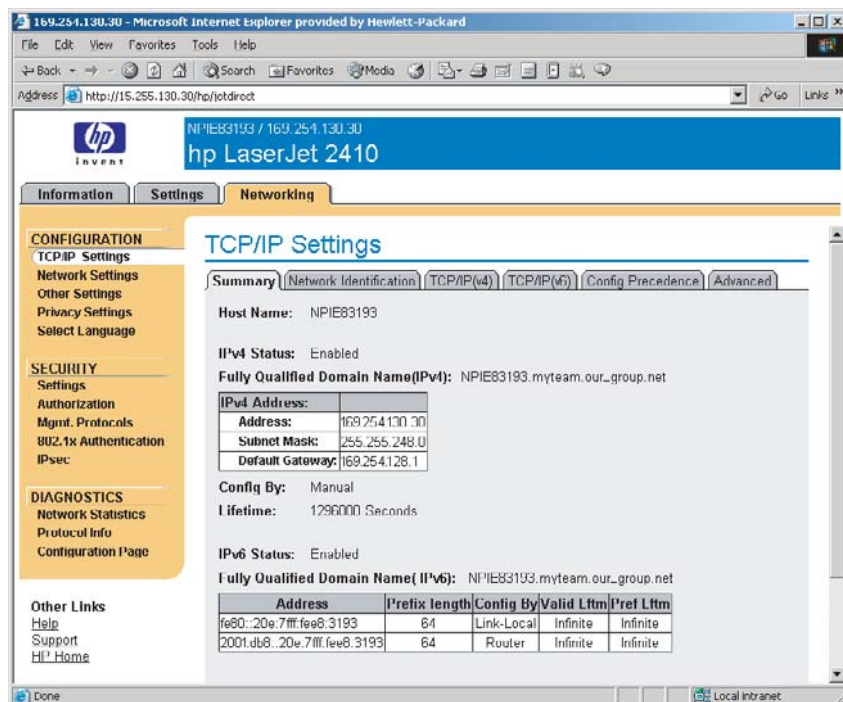 169.254.130.30 - Microsoft Internet Explorer provided by Hewlett-Packard
File Edit View Favorites Tools Help
Back Search Favorites Media
Address http://15.255.130.30/hp/jetdirect Go Links »
hp
invent
NPIE83193 / 169.254.130.30
hp LaserJet 2410
Information Settings Networking
CONFIGURATION
TCP/IP Settings
Network Settings
Other Settings
Privacy Settings
Select Language
SECURITY
Settings
Authorization
Mgmt. Protocols
802.1x Authentication
IPsec
DIAGNOSTICS
Network Statistics
Protocol Info
Configuration Page
Other Links
Help
Support
HP Home
TCP/IP Settings
Summary Network Identification TCP/IP(v4) TCP/IP(v6) Config Precedence Advanced
Host Name: NPIE83193
IPv4 Status: Enabled
Fully Qualified Domain Name(IPv4): NPIE83193.myteam.our_group.net
IPv4 Address:
Address: 169.254.130.30
Subnet Mask: 255.255.248.0
Default Gateway: 169.254.128.1
Config By: Manual
Lifetime: 1296000 Seconds
IPv6 Status: Enabled
Fully Qualified Domain Name( IPv6): NPIE83193.myteam.our_group.net
Address Prefix length Config By Valid Lftm Pref Lftm
fe80::20e:7fff:fee8:3193 64 Link-Local Infinite Infinite
2001:db8::20e:7fff:fee8:3193 64 Router Infinite Infinite
Done Local intranet